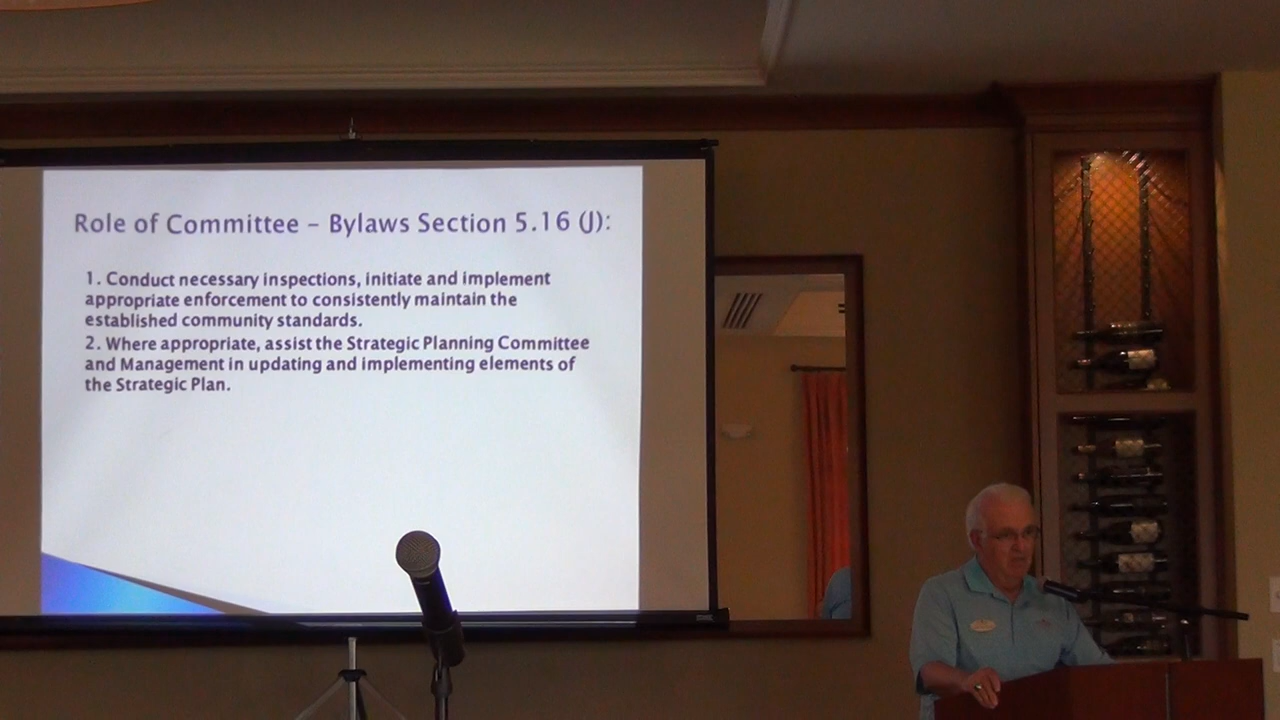 Role of Committee – Bylaws Section 5.16 (J):
1. Conduct necessary inspections, initiate and implement
appropriate enforcement to consistently maintain the
established community standards.
2. Where appropriate, assist the Strategic Planning Committee
and Management in updating and implementing elements of
the Strategic Plan.